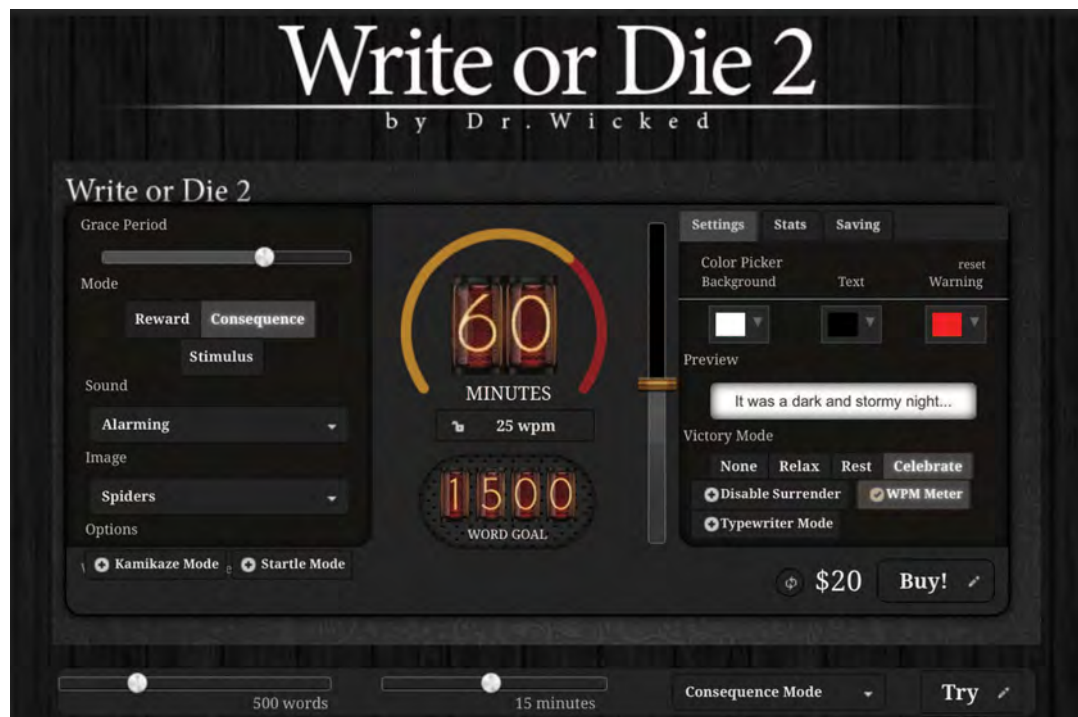 Write or Die 2
by Dr.Wicked
Write or Die 2
Grace Period
Mode
Reward Consequence
Stimulus
Sound
Alarming
Image
Spiders
Options
Kamikaze Mode Startle Mode
60
MINUTES
25 wpm
1500
WORD GOAL
Settings Stats Saving
Color Picker reset
Background Text Warning
Preview
It was a dark and stormy night...
Victory Mode
None Relax Rest Celebrate
Disable Surrender WPM Meter
Typewriter Mode
$20 Buy!
500 words
15 minutes
Consequence Mode
Try